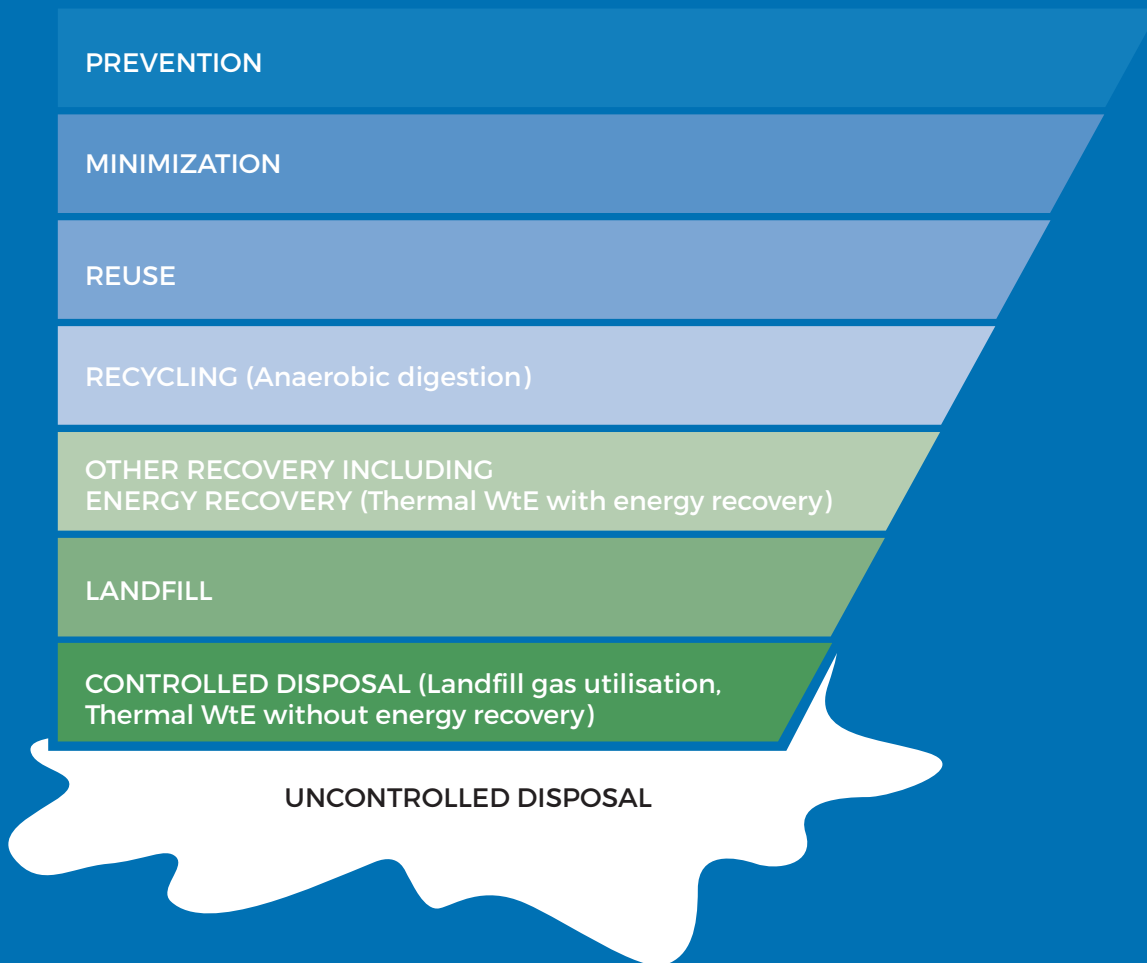 PREVENTION
MINIMIZATION
REUSE
RECYCLING (Anaerobic digestion)
OTHER RECOVERY INCLUDING
ENERGY RECOVERY (Thermal WtE with energy recovery)
LANDFILL
CONTROLLED DISPOSAL (Landfill gas utilisation,
Thermal WtE without energy recovery)
UNCONTROLLED DISPOSAL